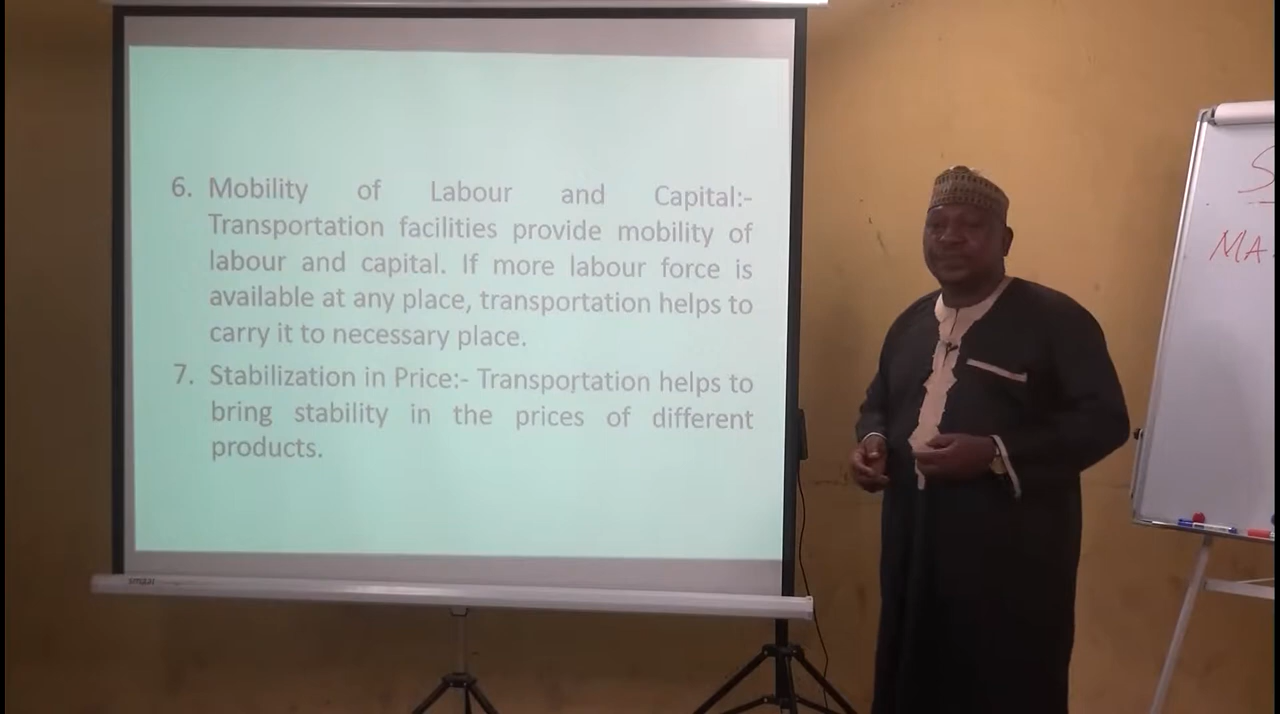 6. Mobility of Labour and Capital:-
Transportation facilities provide mobility of
labour and capital. If more labour force is
available at any place, transportation helps to
carry it to necessary place.
7. Stabilization in Price:- Transportation helps to
bring stability in the prices of different
products.
smaat
S
MA